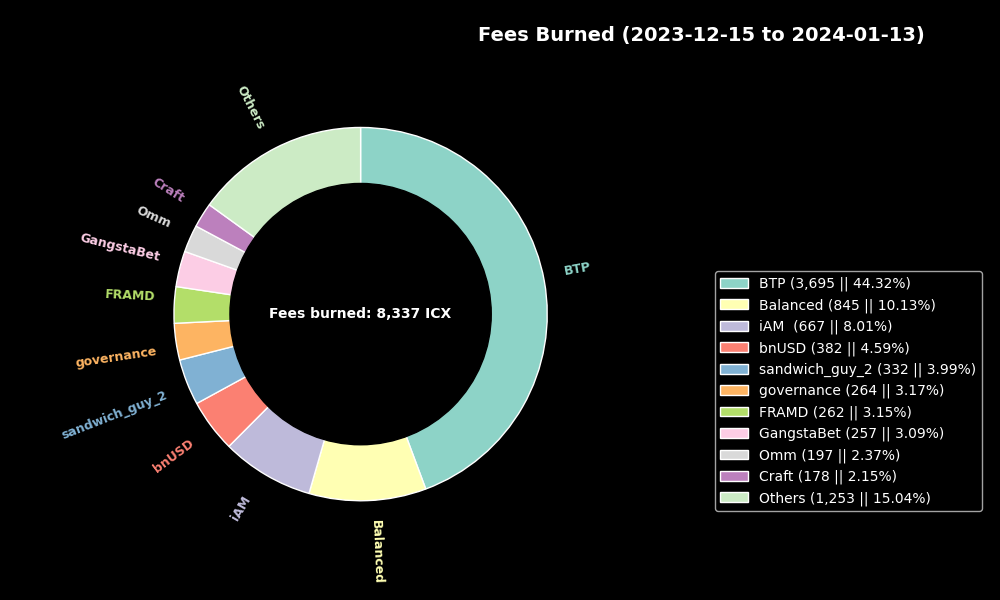 Fees Burned (2023-12-15 to 2024-01-13)
Others
Craft
Omm
GangstaBet
FRAMD
governance
sandwich_guy_2
bnUSD
iAM
Balanced
BTP
Fees burned: 8,337 ICX
BTP (3,695 || 44.32%)
Balanced (845 || 10.13%)
iAM  (667 || 8.01%)
bnUSD (382 || 4.59%)
sandwich_guy_2 (332 || 3.99%)
governance (264 || 3.17%)
FRAMD (262 || 3.15%)
GangstaBet (257 || 3.09%)
Omm (197 || 2.37%)
Craft (178 || 2.15%)
Others (1,253 || 15.04%)